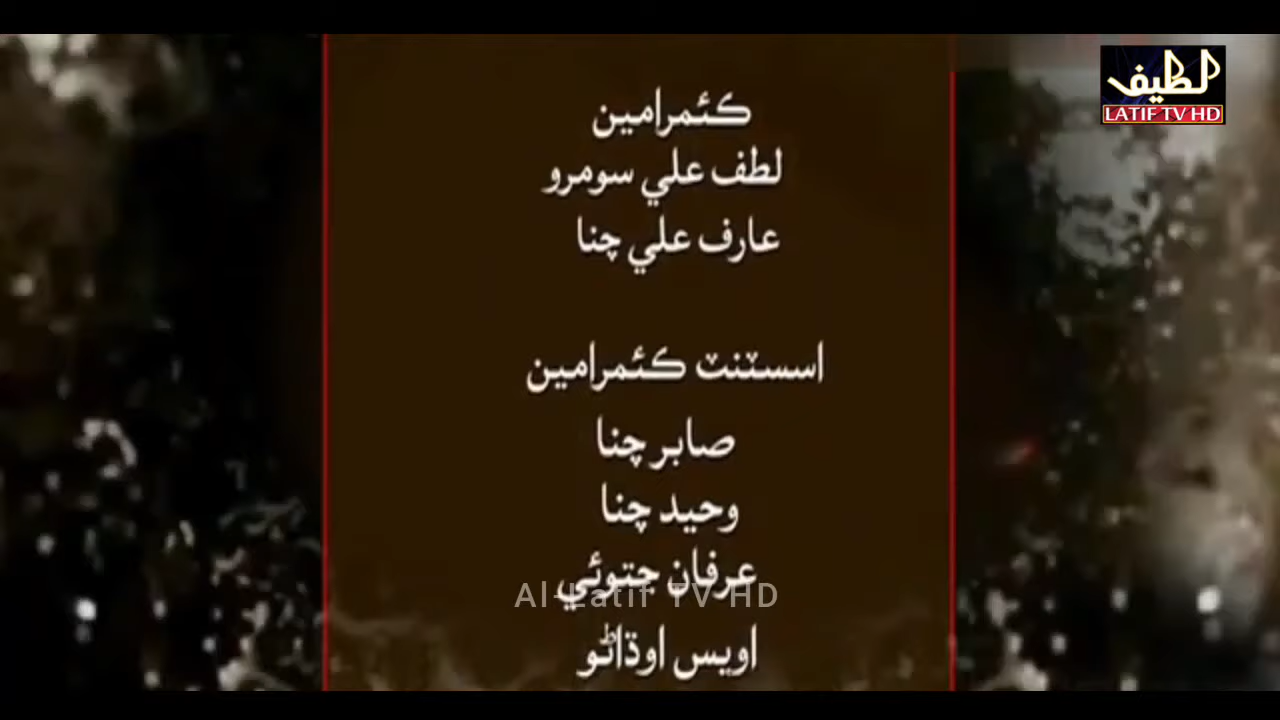 لطيف
LATIF TV HD
ڪئمرامين
لطف علي سومرو
عارف علي چنا
اسسٽنٽ ڪئمرامين
صابر چنا
وحيد چنا
عرفان جتوئي
Al-Latif TV HD
اويس اوڏاڻو